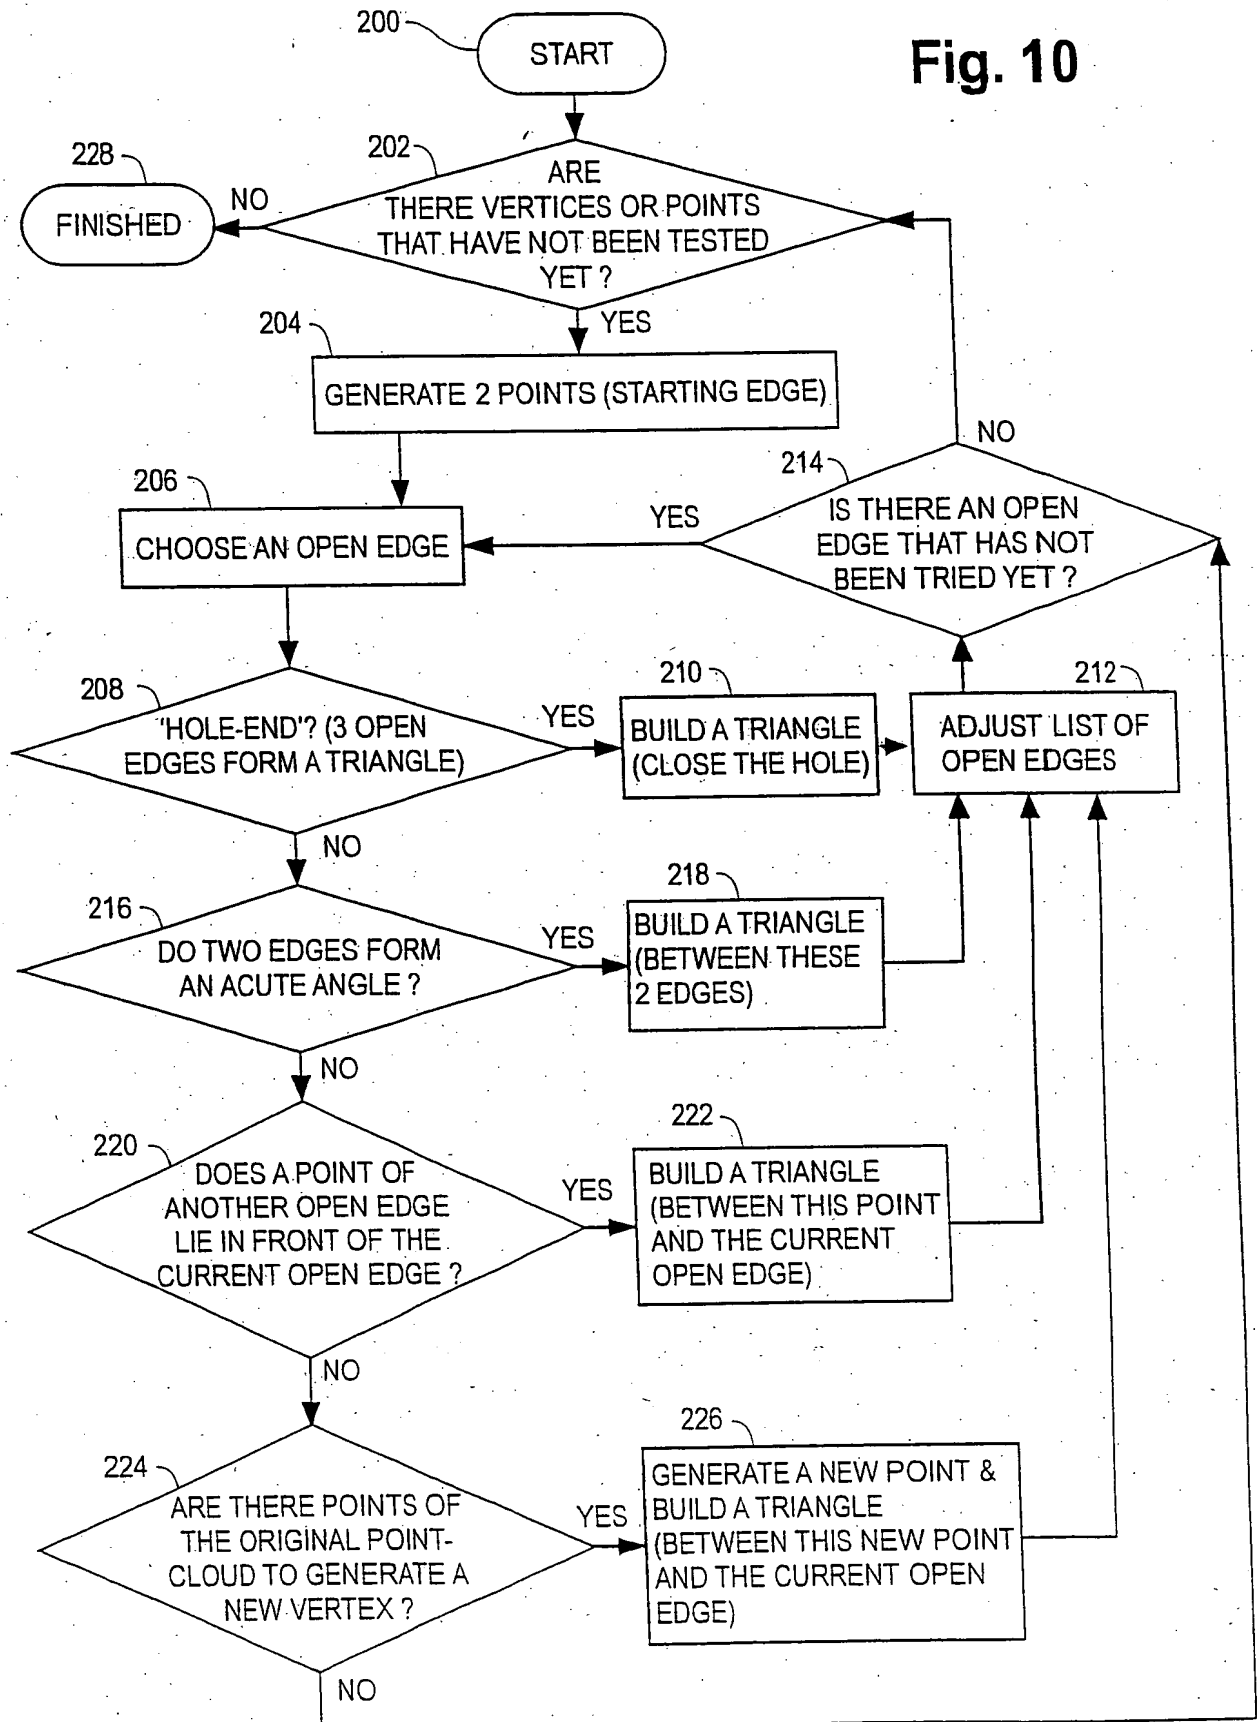 200
START
Fig. 10
228
202
ARE
THERE VERTICES OR POINTS
THAT HAVE NOT BEEN TESTED
YET ?
NO
FINISHED
YES
204
GENERATE 2 POINTS (STARTING EDGE)
NO
214
206
YES
IS THERE AN OPEN
EDGE THAT HAS NOT
BEEN TRIED YET ?
CHOOSE AN OPEN EDGE
208
'HOLE-END'? (3 OPEN
EDGES FORM A TRIANGLE)
YES
210
BUILD A TRIANGLE
(CLOSE THE HOLE)
212
ADJUST LIST OF
OPEN EDGES
NO
216
DO TWO EDGES FORM
AN ACUTE ANGLE ?
YES
218
BUILD A TRIANGLE
(BETWEEN THESE
2 EDGES)
NO
220
DOES A POINT OF
ANOTHER OPEN EDGE
LIE IN FRONT OF THE
CURRENT OPEN EDGE ?
YES
222
BUILD A TRIANGLE
(BETWEEN THIS POINT
AND THE CURRENT
OPEN EDGE)
NO
224
ARE THERE POINTS OF
THE ORIGINAL POINT-
CLOUD TO GENERATE A
NEW VERTEX ?
YES
226
GENERATE A NEW POINT &
BUILD A TRIANGLE
(BETWEEN THIS NEW POINT
AND THE CURRENT OPEN
EDGE)
NO